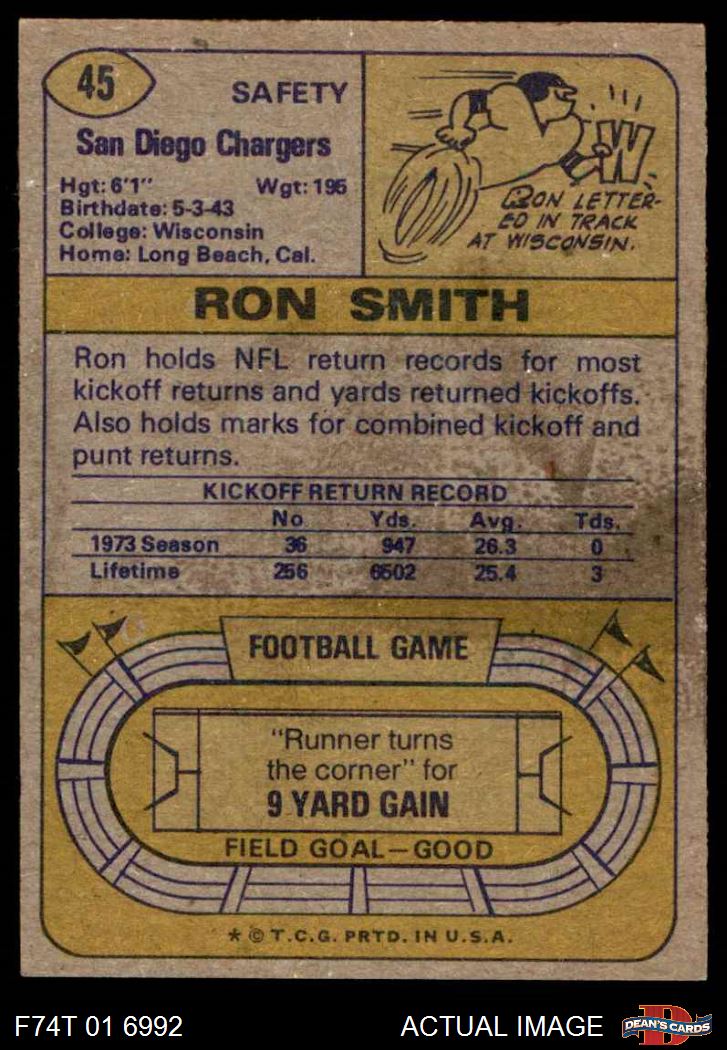 45
SAFETY
San Diego Chargers
Hgt: 6'1" Wgt: 195
Birthdate: 5-3-43
College: Wisconsin
Home: Long Beach, Cal.
W
RON LETTER-
ED IN TRACK
AT WISCONSIN.
RON SMITH
Ron holds NFL return records for most
kickoff returns and yards returned kickoffs.
Also holds marks for combined kickoff and
punt returns.
KICKOFF RETURN RECORD
No. Yds. Avg. Tds.
1973 Season 36 947 26.3 0
Lifetime 256 6502 25.4 3
FOOTBALL GAME
"Runner turns
the corner" for
9 YARD GAIN
FIELD GOAL—GOOD
* © T.C.G. PRTD. IN U.S.A.
F74T 01 6992 ACTUAL IMAGE D DEAN'S CARDS